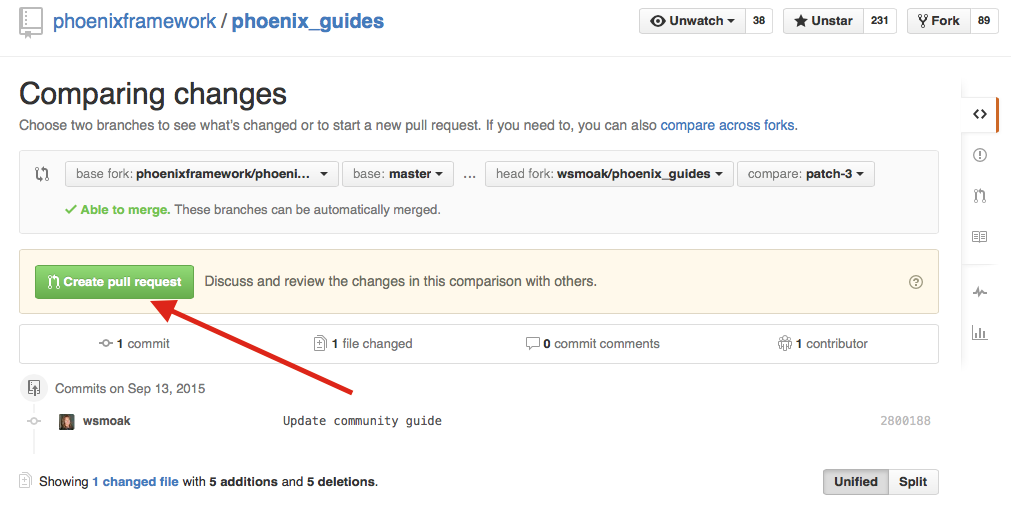 phoenixframework / phoenix_guides
Unwatch 38 Unstar 231 Fork 89
Comparing changes
Choose two branches to see what's changed or to start a new pull request. If you need to, you can also compare across forks.
base fork: phoenixframework/phoeni... base: master ... head fork: wsmoak/phoenix_guides compare: patch-3
Able to merge. These branches can be automatically merged.
Create pull request Discuss and review the changes in this comparison with others.
1 commit 1 file changed 0 commit comments 1 contributor
Commits on Sep 13, 2015
wsmoak Update community guide 2800188
Showing 1 changed file with 5 additions and 5 deletions. Unified Split